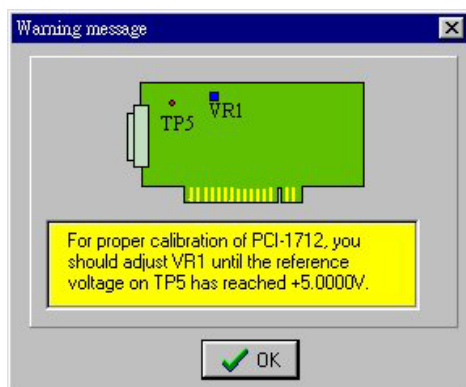 Warning message
TP5
VR1
For proper calibration of PCI-1712, you
should adjust VR1 until the reference
voltage on TP5 has reached +5.0000V.
OK